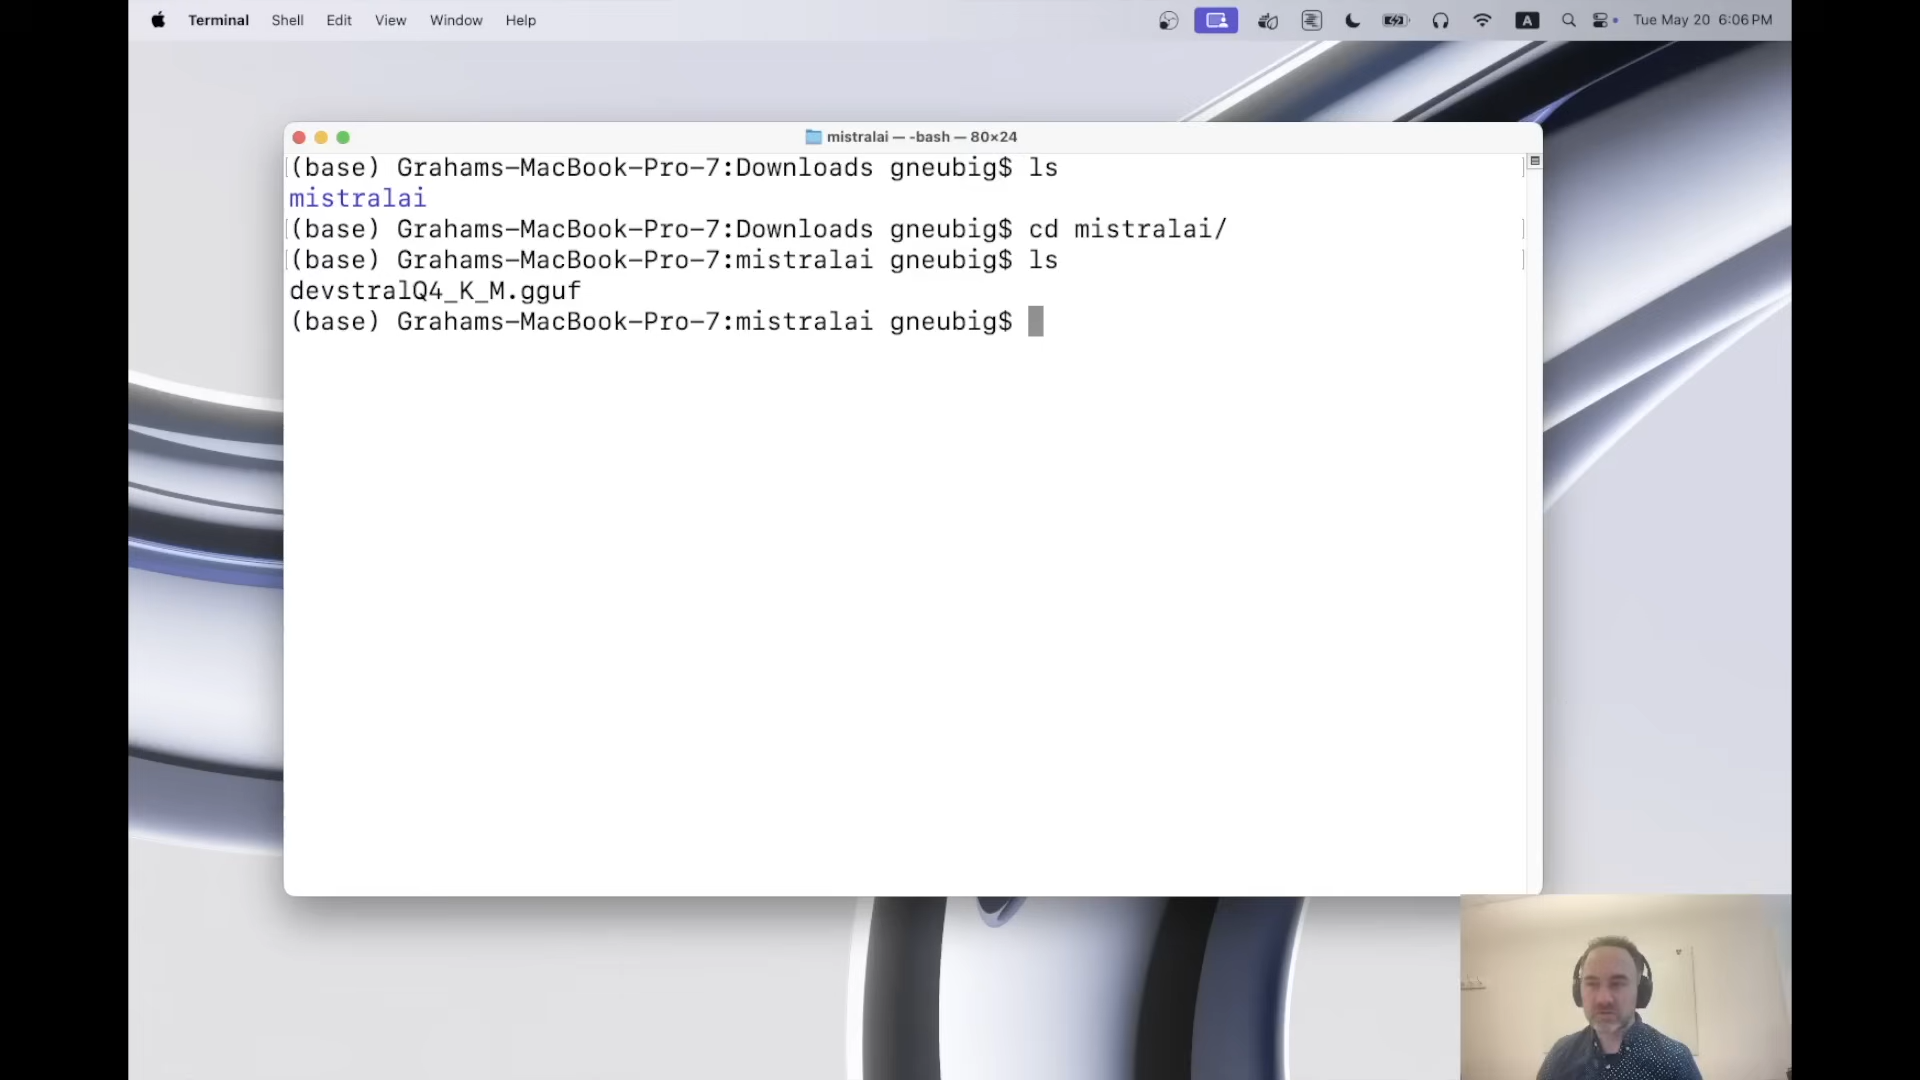 Terminal Shell Edit View Window Help A Tue May 20 6:06 PM
mistralai — -bash — 80×24
(base) Grahams-MacBook-Pro-7:Downloads gneubig$ ls
mistralai
(base) Grahams-MacBook-Pro-7:Downloads gneubig$ cd mistralai/
(base) Grahams-MacBook-Pro-7:mistralai gneubig$ ls
devstralQ4_K_M.gguf
(base) Grahams-MacBook-Pro-7:mistralai gneubig$